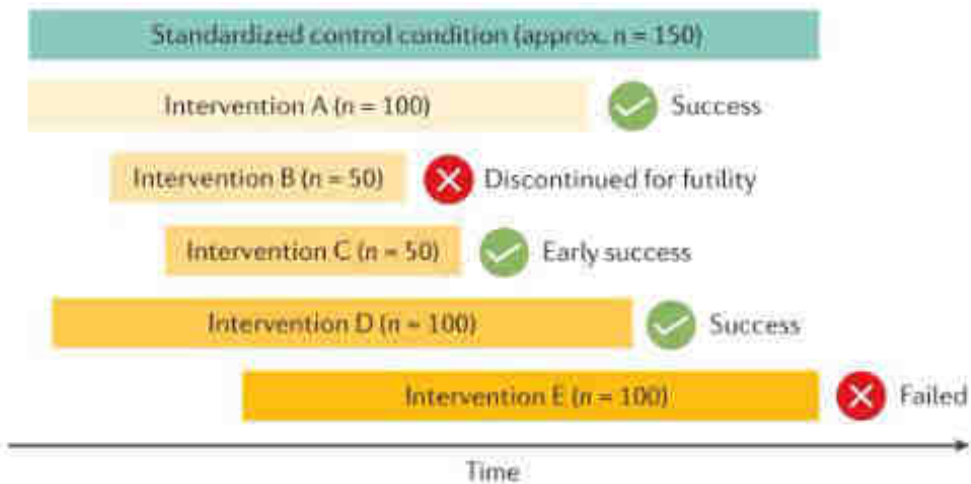 Standardized control condition (approx. n = 150)
Intervention A (n = 100)
Success
Intervention B (n = 50)
Discontinued for futility
Intervention C (n = 50)
Early success
Intervention D (n = 100)
Success
Intervention E (n = 100)
Failed
Time